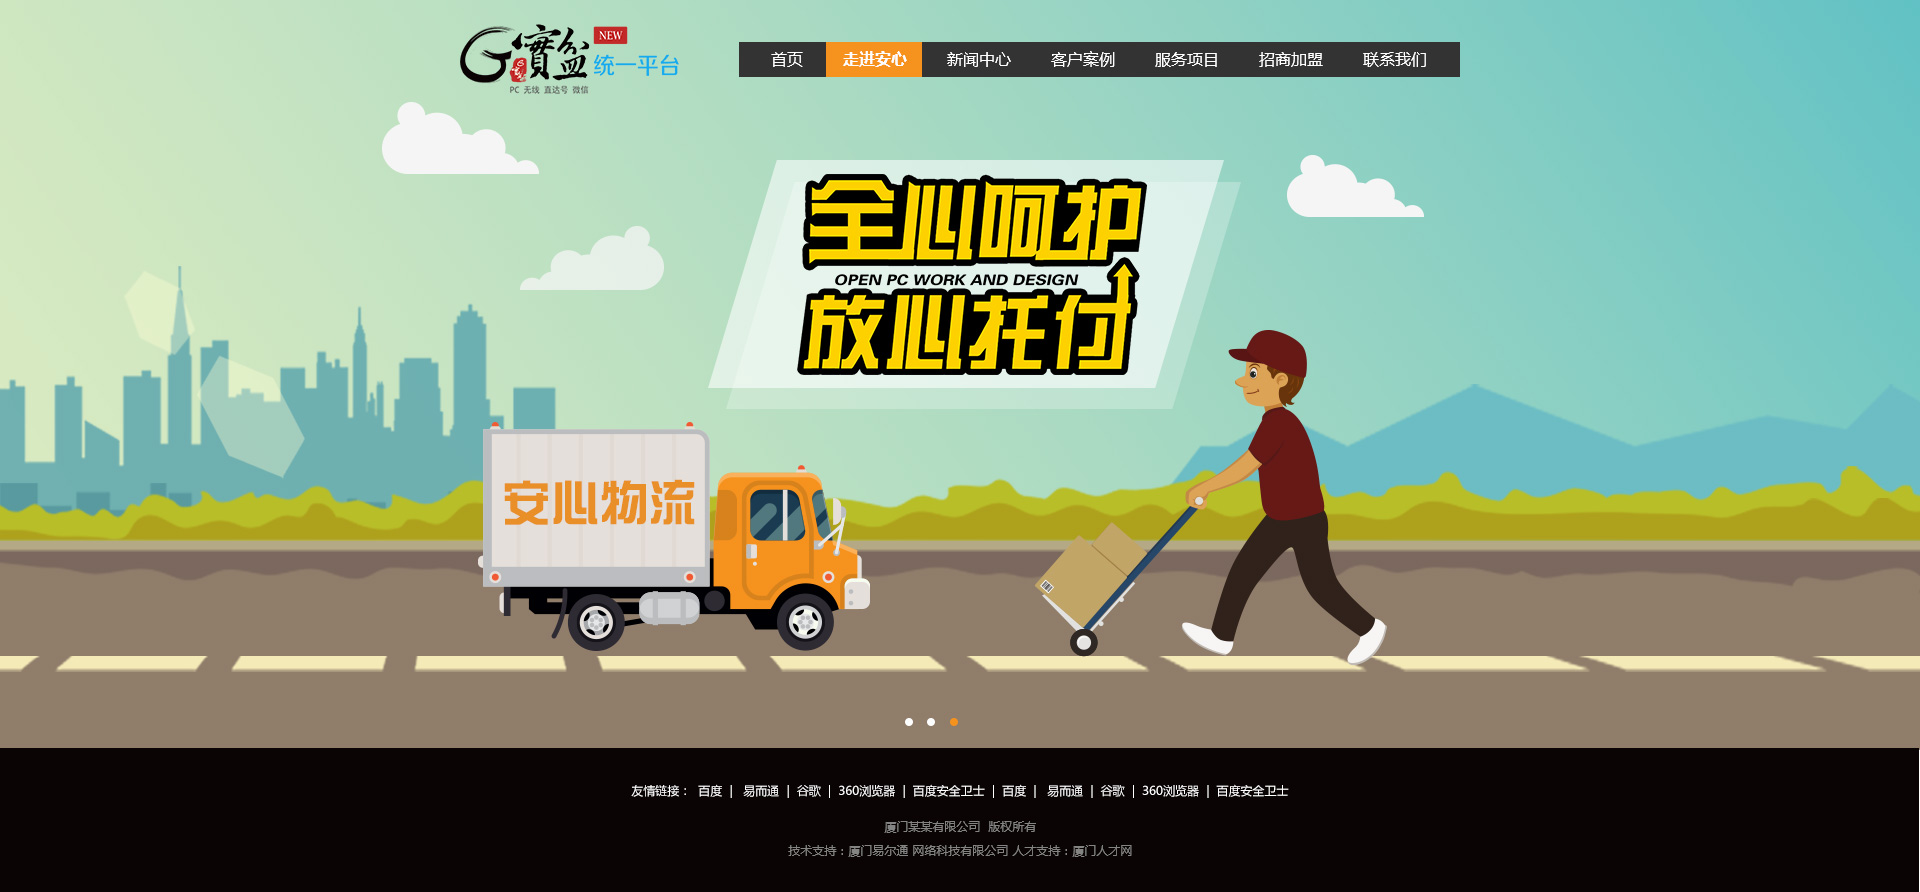 G寶盆
NEW
统一平台
PC 无线 直达号 微信
首页 走进安心 新闻中心 客户案例 服务项目 招商加盟 联系我们
全心呵护
OPEN PC WORK AND DESIGN
放心托付
安心物流
友情链接： 百度 | 易而通 | 谷歌 | 360浏览器 | 百度安全卫士 | 百度 | 易而通 | 谷歌 | 360浏览器 | 百度安全卫士
厦门某某有限公司 版权所有
技术支持：厦门易尔通 网络科技有限公司 人才支持：厦门人才网